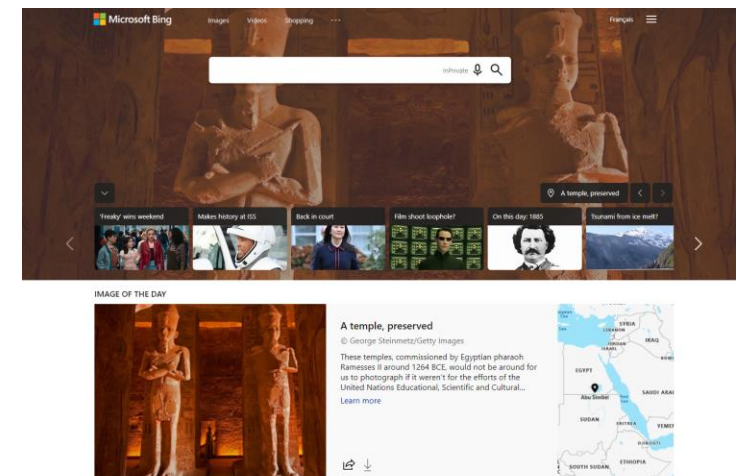 Microsoft Bing
Images Videos Shopping ...
Français
InPrivate
A temple, preserved
'Freaky' wins weekend
Makes history at ISS
Back in court
Film shoot loophole?
On this day: 1885
Tsunami from ice melt?
IMAGE OF THE DAY
A temple, preserved
© George Steinmetz/Getty Images
These temples, commissioned by Egyptian pharaoh
Ramesses II around 1264 BCE, would not be around for
us to photograph if it weren't for the efforts of the
United Nations Educational, Scientific and Cultural...
Learn more
SYRIA
LEBANON
IRAQ
JORDAN
ISRAEL
EGYPT
SAUDI ARAB
Abu Simbel
Red
Sea
SUDAN
ERITREA
YEMEN
DJIBOUTI
ETHIOPIA
SOUTH SUDAN